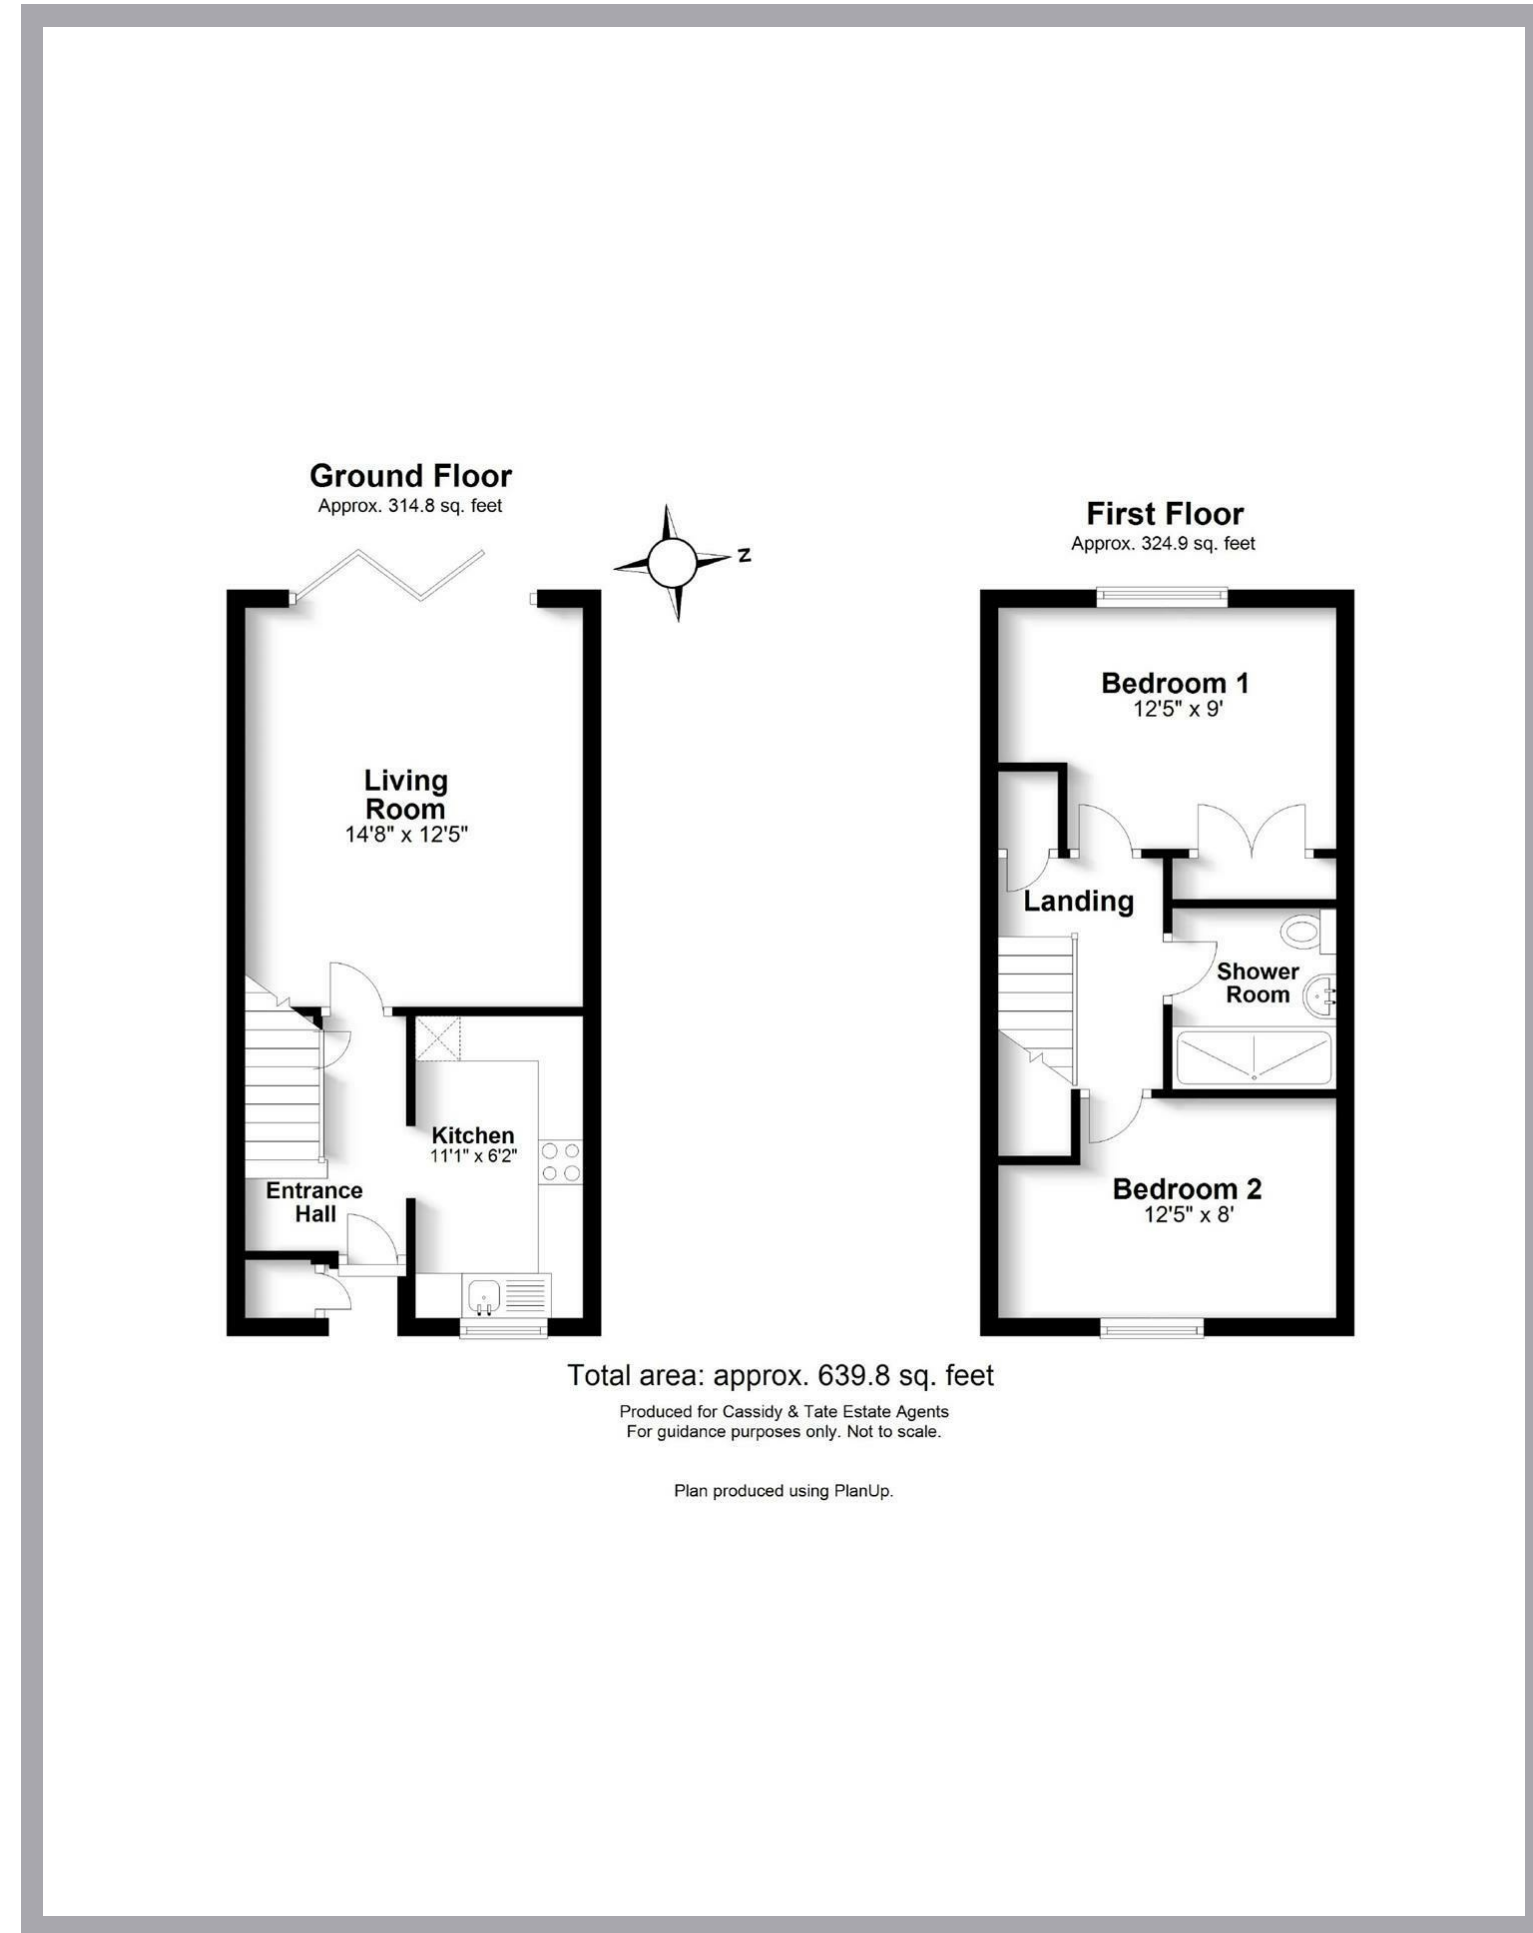 Ground Floor
Approx. 314.8 sq. feet
Z
First Floor
Approx. 324.9 sq. feet
Living
Room
14'8" x 12'5"
Kitchen
11'1" x 6'2"
Entrance
Hall
Bedroom 1
12'5" x 9'
Landing
Shower
Room
Bedroom 2
12'5" x 8'
Total area: approx. 639.8 sq. feet
Produced for Cassidy & Tate Estate Agents
For guidance purposes only. Not to scale.
Plan produced using PlanUp.